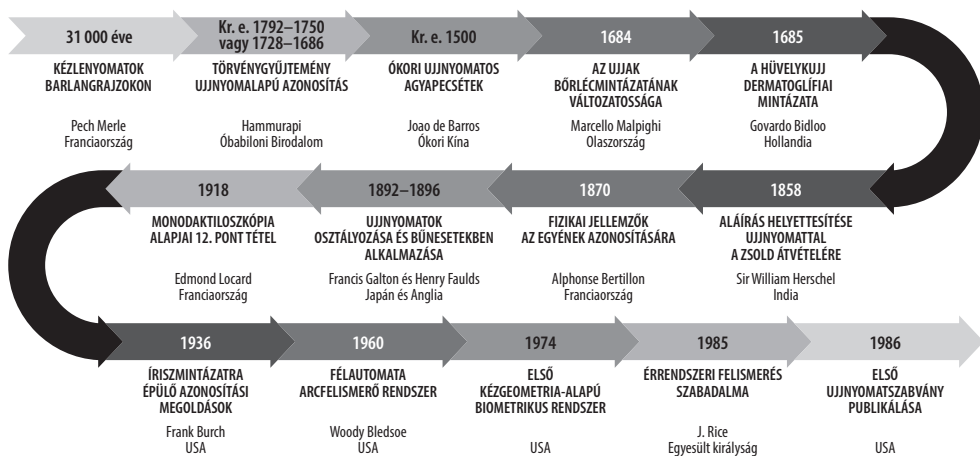 31 000 éve
KÉZLENYOMATOK
BARLANGRAJZOKON
Pech Merle
Franciaország
Kr. e. 1792–1750
vagy 1728–1686
TÖRVÉNYGYŰJTEMÉNY
UJJNYOMALAPÚ AZONOSÍTÁS
Hammurapi
Óbabiloni Birodalom
Kr. e. 1500
ÓKORI UJJNYOMATOS
AGYAPECSÉTEK
Joao de Barros
Ókori Kína
1684
AZ UJJAK
BŐRLÉCMINTÁZATÁNAK
VÁLTOZATOSSÁGA
Marcello Malpighi
Olaszország
1685
A HÜVELYKUJJ
DERMATOGLÍFIAI
MINTÁZATA
Govardo Bidloo
Hollandia
1858
ALÁÍRÁS HELYETTESÍTÉSE
UJJNYOMATTAL
A ZSOLD ÁTVÉTELÉRE
Sir William Herschel
India
1870
FIZIKAI JELLEMZŐK
AZ EGYÉNEK AZONOSÍTÁSÁRA
Alphonse Bertillon
Franciaország
1892–1896
UJJNYOMATOK
OSZTÁLYOZÁSA ÉS BŰNESETEKBEN
ALKALMAZÁSA
Francis Galton és Henry Faulds
Japán és Anglia
1918
MONODAKTILOSZKÓPIA
ALAPJAI 12. PONT TÉTEL
Edmond Locard
Franciaország
1936
ÍRISZMINTÁZATRA
ÉPÜLŐ AZONOSÍTÁSI
MEGOLDÁSOK
Frank Burch
USA
1960
FÉLAUTOMATA
ARCFELISMERŐ RENDSZER
Woody Bledsoe
USA
1974
ELSŐ
KÉZGEOMETRIA-ALAPÚ
BIOMETRIKUS RENDSZER
USA
1985
ÉRRENDSZERI FELISMERÉS
SZABADALMA
J. Rice
Egyesült királyság
1986
ELSŐ
UJJNYOMATSZABVÁNY
PUBLIKÁLÁSA
USA